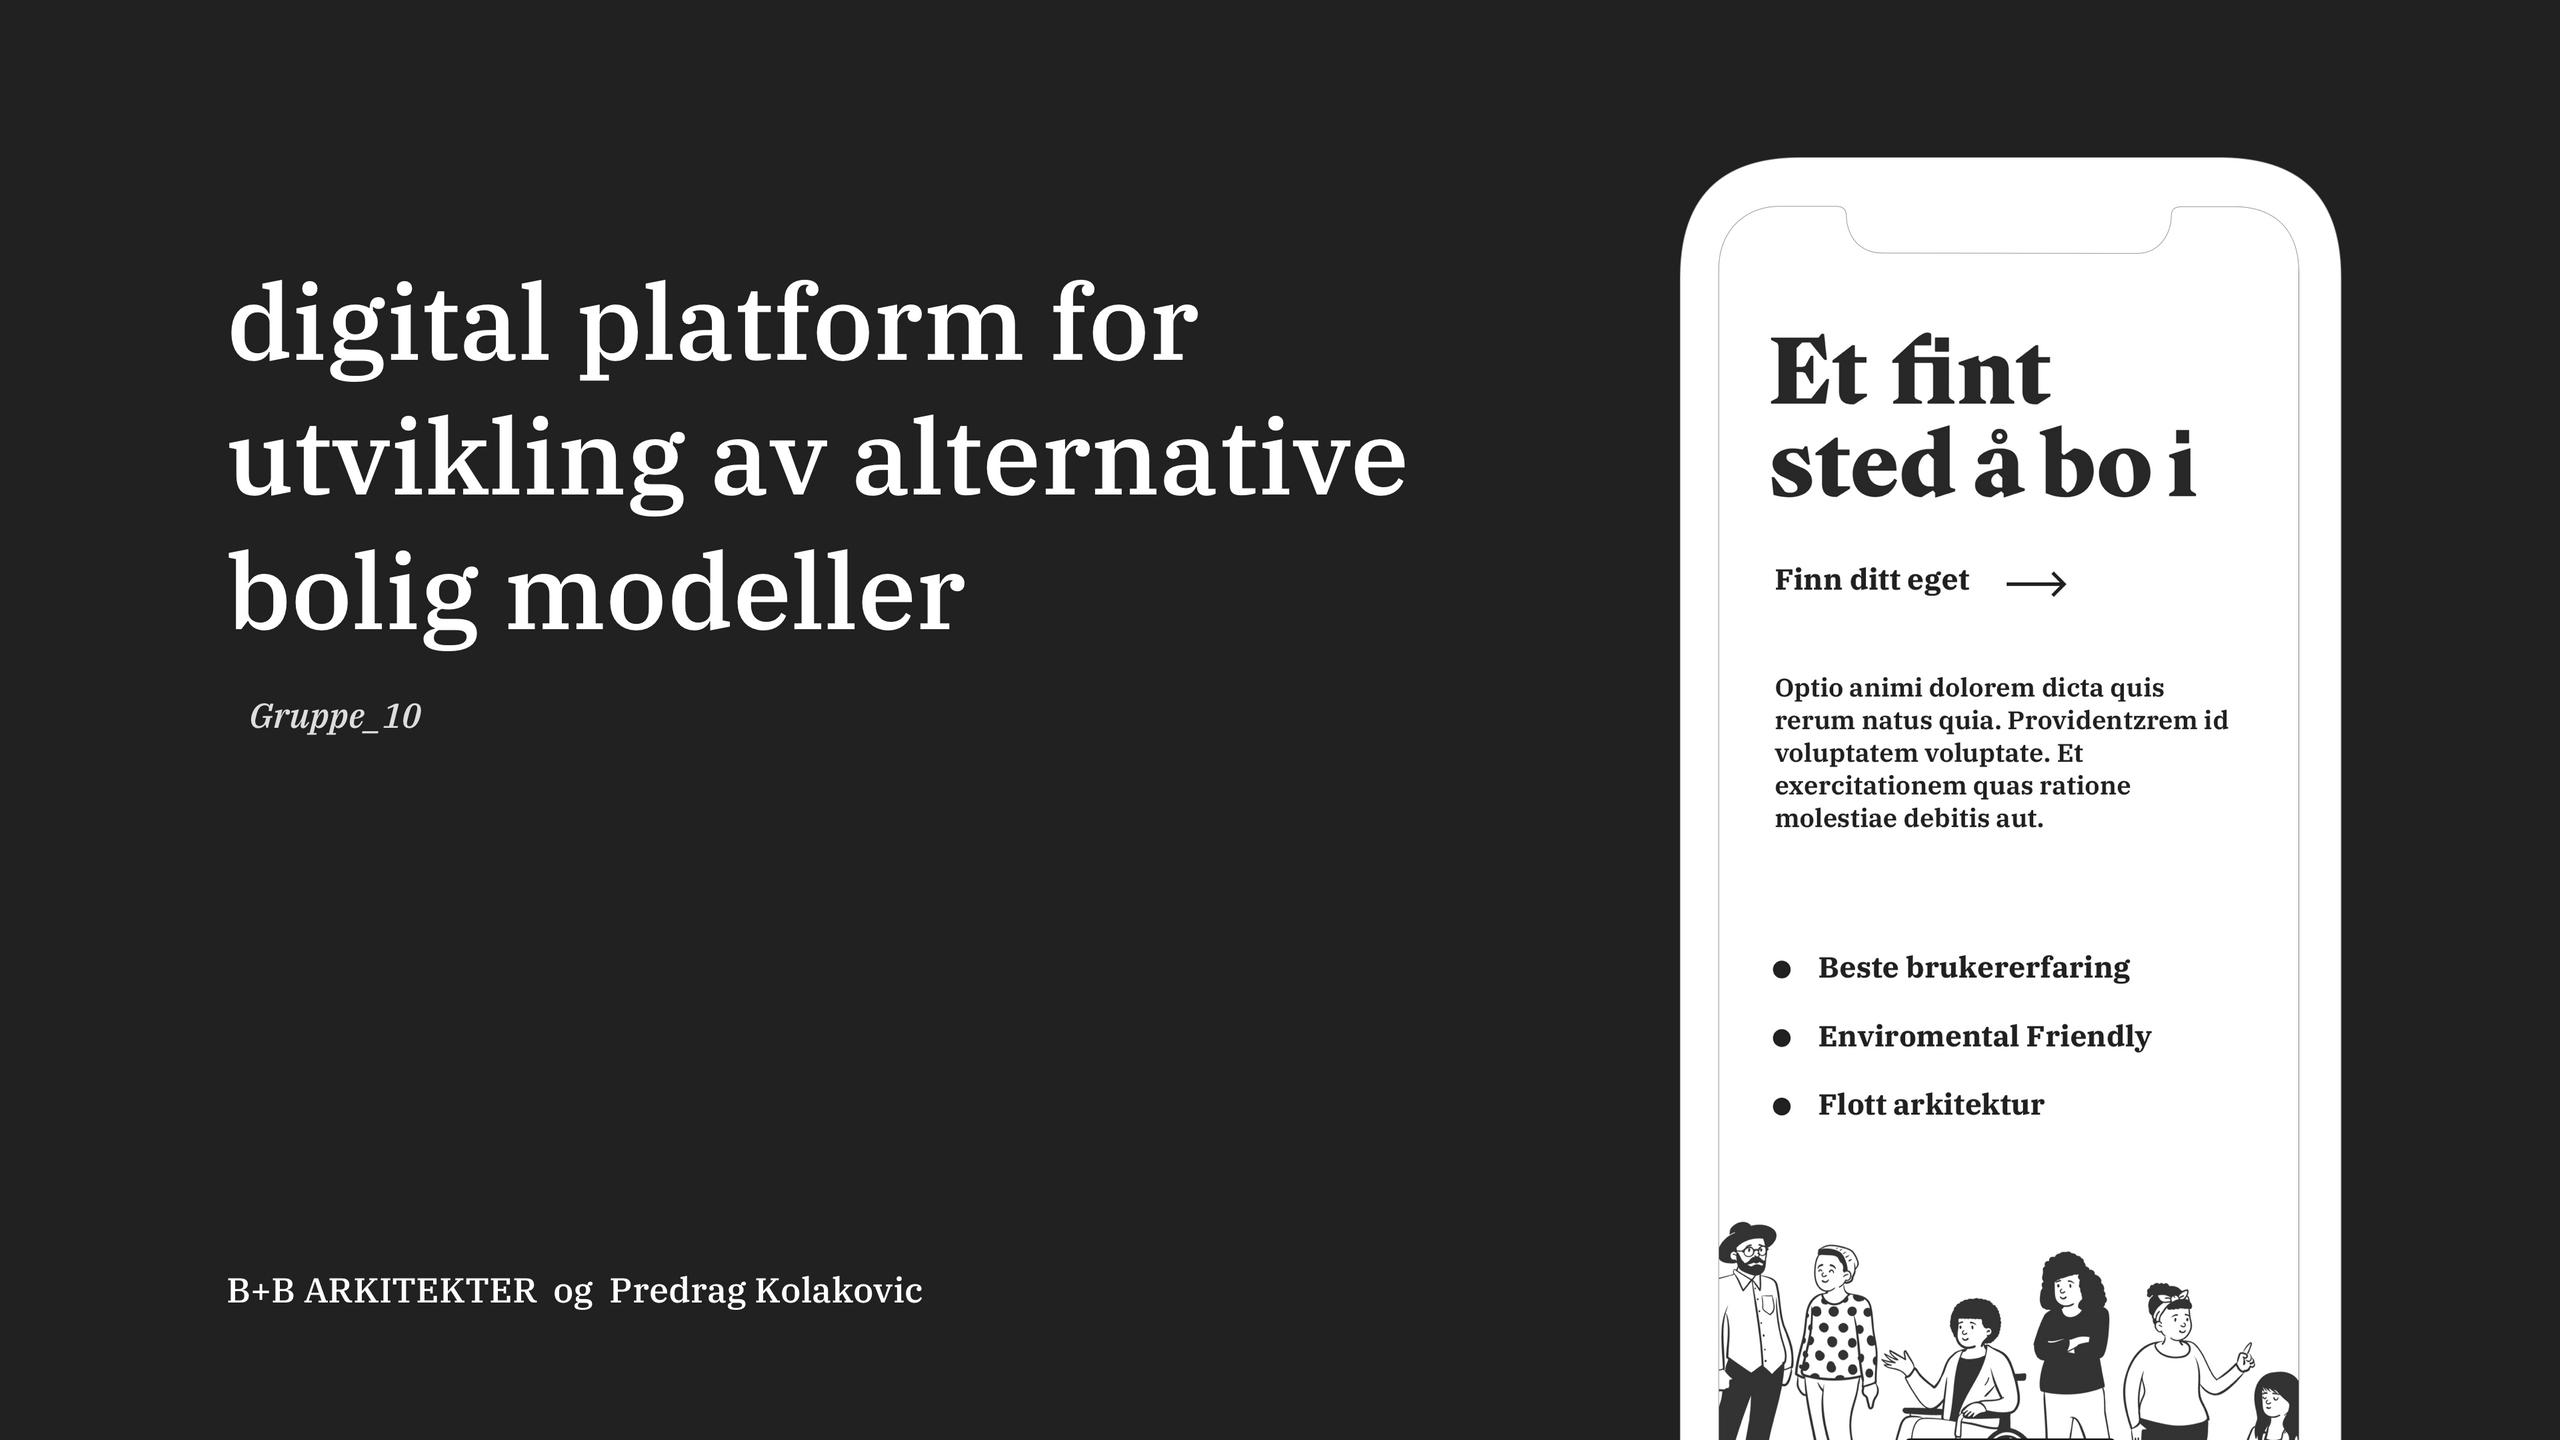 digital platform for
utvikling av alternative
bolig modeller
Gruppe_10
B+B ARKITEKTER og Predrag Kolakovic
Et fint
sted å bo i
Finn ditt eget →
Optio animi dolorem dicta quis
rerum natus quia. Providentzrem id
voluptatem voluptate. Et
exercitationem quas ratione
molestiae debitis aut.
● Beste brukererfaring
● Enviromental Friendly
● Flott arkitektur